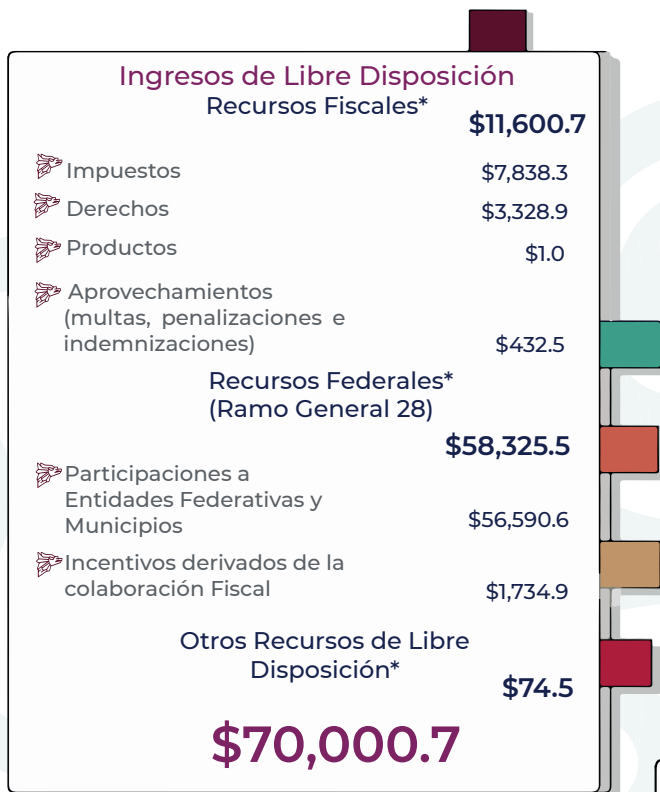 Ingresos de Libre Disposición
Recursos Fiscales*
$11,600.7
Impuestos $7,838.3
Derechos $3,328.9
Productos $1.0
Aprovechamientos
(multas, penalizaciones e
indemnizaciones) $432.5
Recursos Federales*
(Ramo General 28)
$58,325.5
Participaciones a
Entidades Federativas y
Municipios $56,590.6
Incentivos derivados de la
colaboración Fiscal $1,734.9
Otros Recursos de Libre
Disposición*
$74.5
$70,000.7